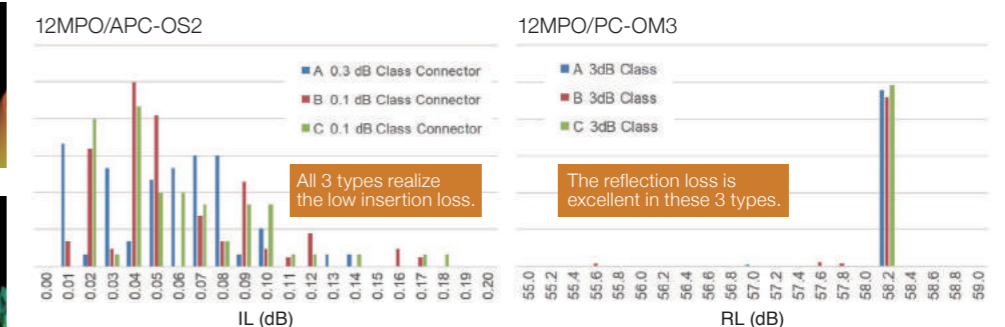 12MPO/APC-OS2
A 0.3 dB Class Connector
B 0.1 dB Class Connector
C 0.1 dB Class Connector
All 3 types realize
the low insertion loss.
0.00 0.01 0.02 0.03 0.04 0.05 0.06 0.07 0.08 0.09 0.10 0.11 0.12 0.13 0.14 0.15 0.16 0.17 0.18 0.19 0.20
IL (dB)
12MPO/PC-OM3
A 3dB Class
B 3dB Class
C 3dB Class
The reflection loss is
excellent in these 3 types.
55.0 55.2 55.4 55.6 55.8 56.0 56.2 56.4 56.6 56.8 56.9 57.0 57.2 57.4 57.6 57.8 58.0 58.2 58.4 58.6 58.8 59.0
RL (dB)